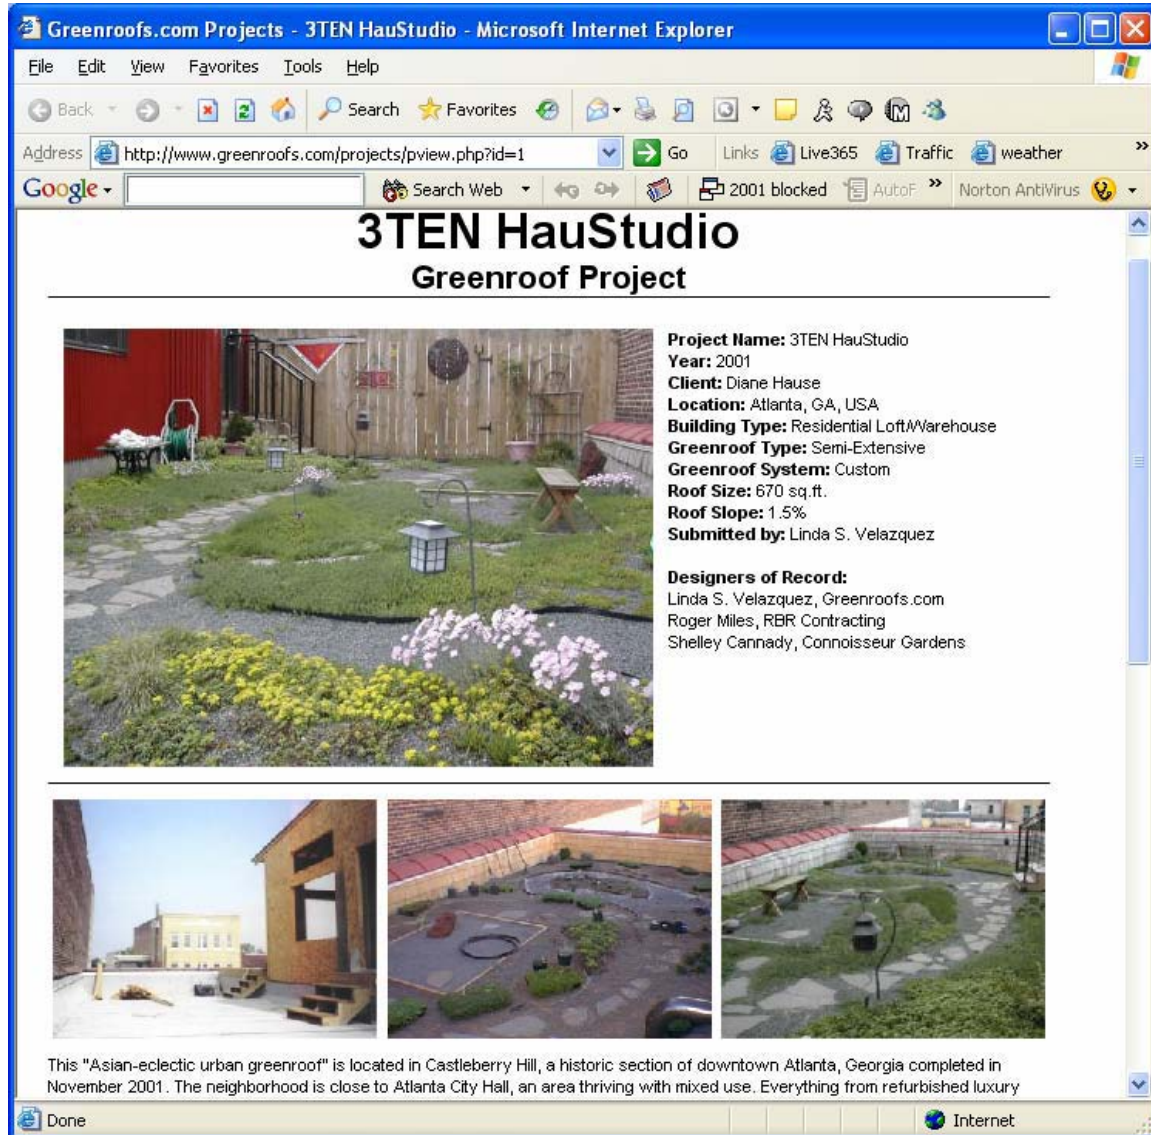 Greenroofs.com Projects - 3TEN HauStudio - Microsoft Internet Explorer
File Edit View Favorites Tools Help
Back Search Favorites
Address http://www.greenroofs.com/projects/pview.php?id=1 Go Links Live365 Traffic weather »
Google Search Web 2001 blocked AutoF » Norton AntiVirus
3TEN HauStudio
Greenroof Project
Project Name: 3TEN HauStudio
Year: 2001
Client: Diane Hause
Location: Atlanta, GA, USA
Building Type: Residential Loft/Warehouse
Greenroof Type: Semi-Extensive
Greenroof System: Custom
Roof Size: 670 sq.ft.
Roof Slope: 1.5%
Submitted by: Linda S. Velazquez
Designers of Record:
Linda S. Velazquez, Greenroofs.com
Roger Miles, RBR Contracting
Shelley Cannady, Connoisseur Gardens
This "Asian-eclectic urban greenroof" is located in Castleberry Hill, a historic section of downtown Atlanta, Georgia completed in
November 2001. The neighborhood is close to Atlanta City Hall, an area thriving with mixed use. Everything from refurbished luxury
Done Internet